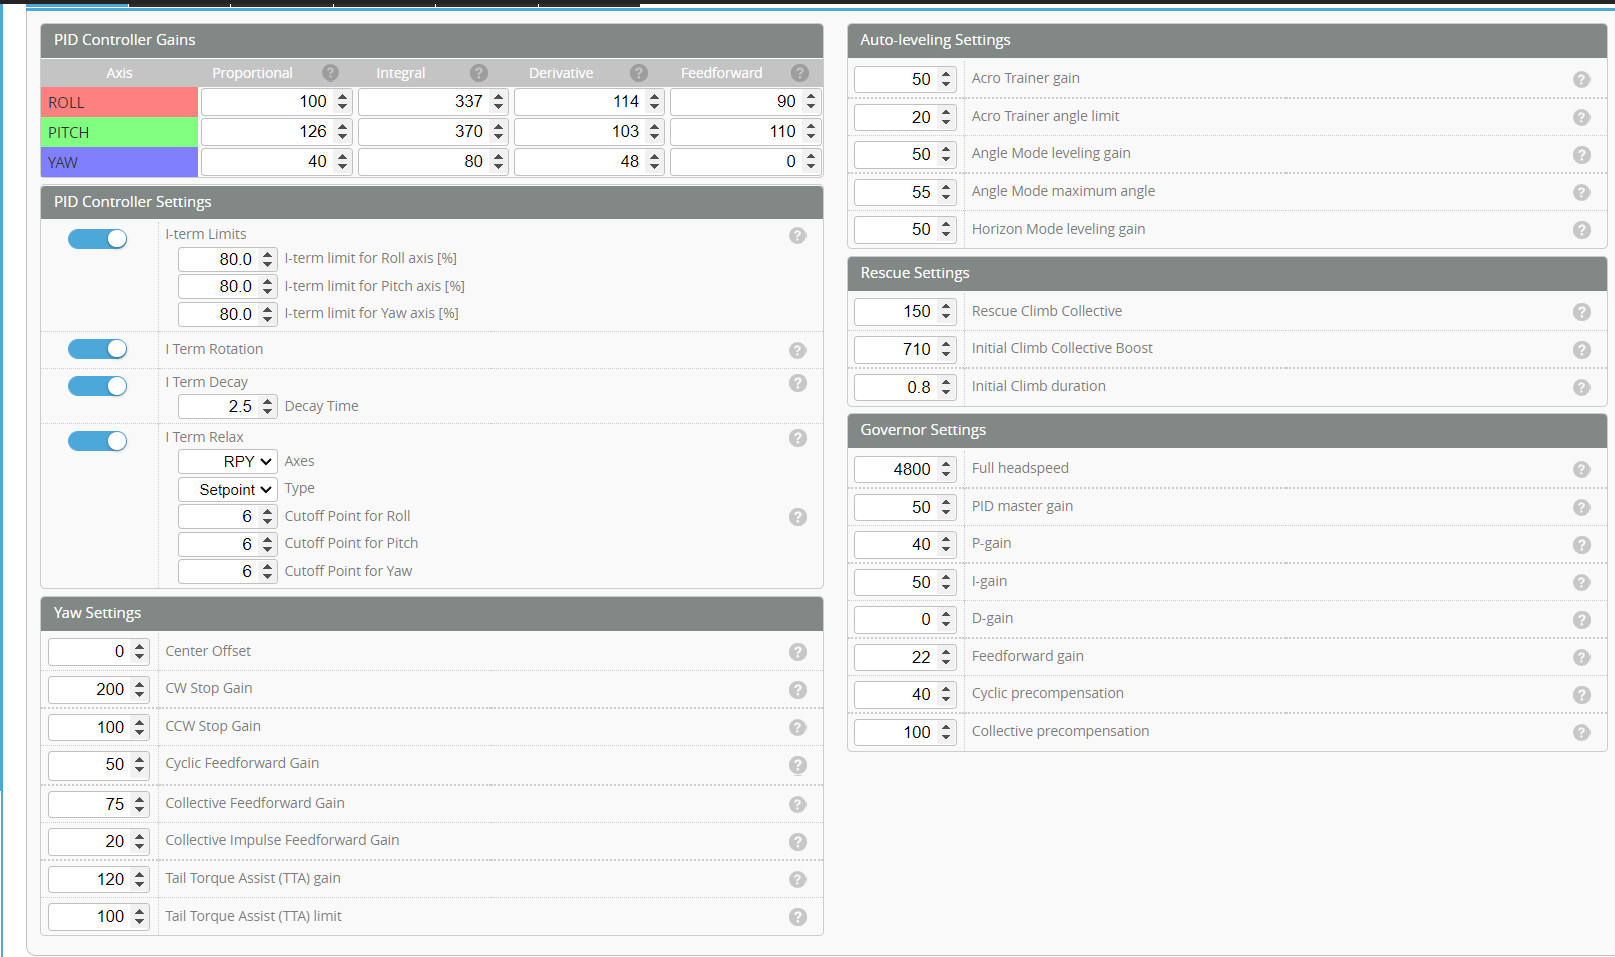 PID Controller Gains
Axis Proportional ? Integral ? Derivative ? Feedforward ?
ROLL 100 337 114 90
PITCH 126 370 103 110
YAW 40 80 48 0
PID Controller Settings
I-term Limits ?
80.0 I-term limit for Roll axis [%]
80.0 I-term limit for Pitch axis [%]
80.0 I-term limit for Yaw axis [%]
I Term Rotation ?
I Term Decay ?
2.5 Decay Time
I Term Relax ?
RPY Axes
Setpoint Type
6 Cutoff Point for Roll ?
6 Cutoff Point for Pitch
6 Cutoff Point for Yaw
Yaw Settings
0 Center Offset ?
200 CW Stop Gain ?
100 CCW Stop Gain ?
50 Cyclic Feedforward Gain ?
75 Collective Feedforward Gain ?
20 Collective Impulse Feedforward Gain ?
120 Tail Torque Assist (TTA) gain ?
100 Tail Torque Assist (TTA) limit ?
Auto-leveling Settings
50 Acro Trainer gain ?
20 Acro Trainer angle limit ?
50 Angle Mode leveling gain ?
55 Angle Mode maximum angle ?
50 Horizon Mode leveling gain ?
Rescue Settings
150 Rescue Climb Collective ?
710 Initial Climb Collective Boost ?
0.8 Initial Climb duration ?
Governor Settings
4800 Full headspeed ?
50 PID master gain ?
40 P-gain ?
50 I-gain ?
0 D-gain ?
22 Feedforward gain ?
40 Cyclic precompensation ?
100 Collective precompensation ?